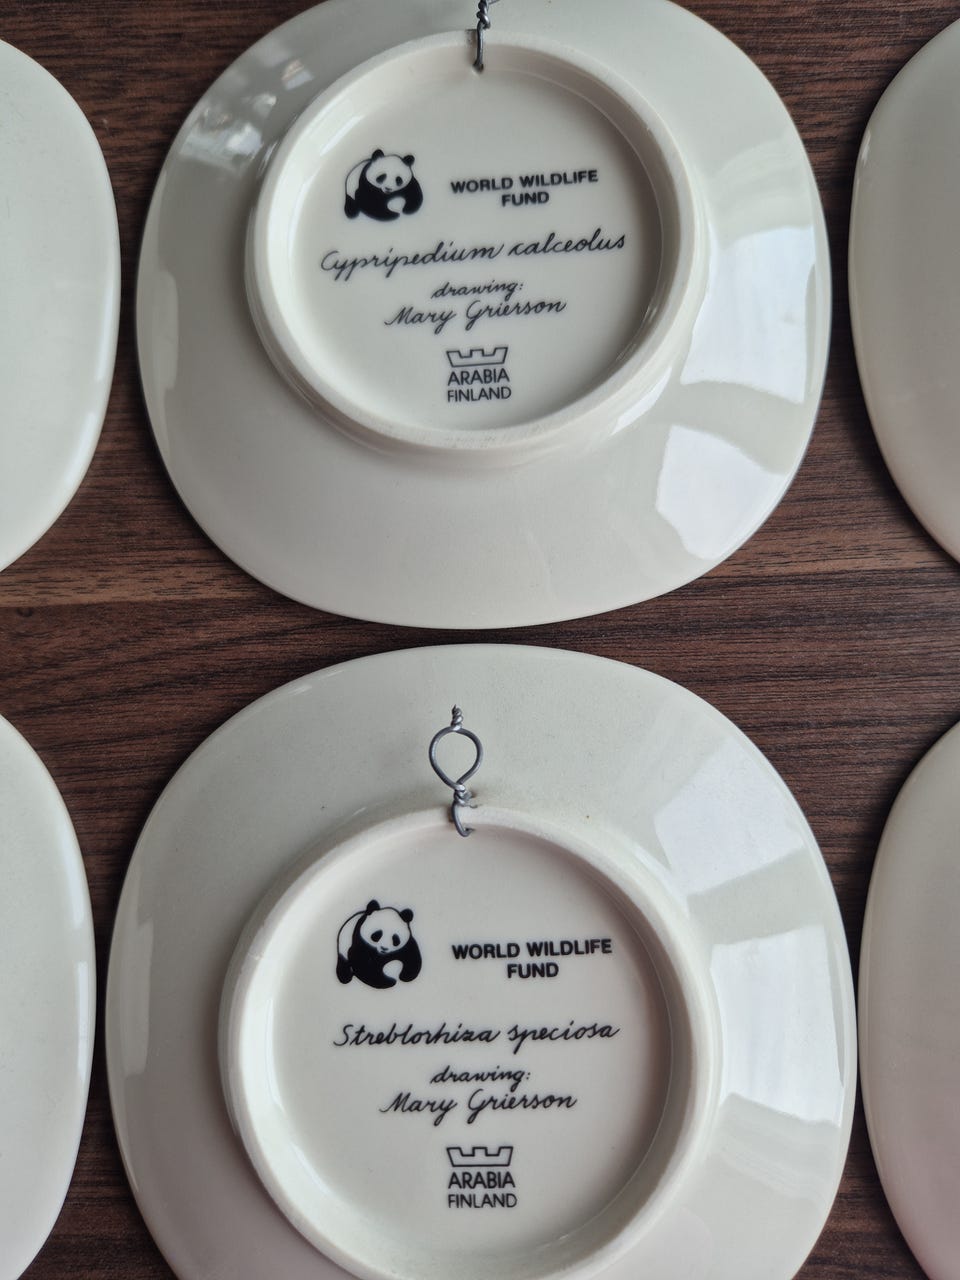 WORLD WILDLIFE
FUND
Cypripedium calceolus
drawing:
Mary Grierson
ARABIA
FINLAND
WORLD WILDLIFE
FUND
Streblorhiza speciosa
drawing:
Mary Grierson
ARABIA
FINLAND